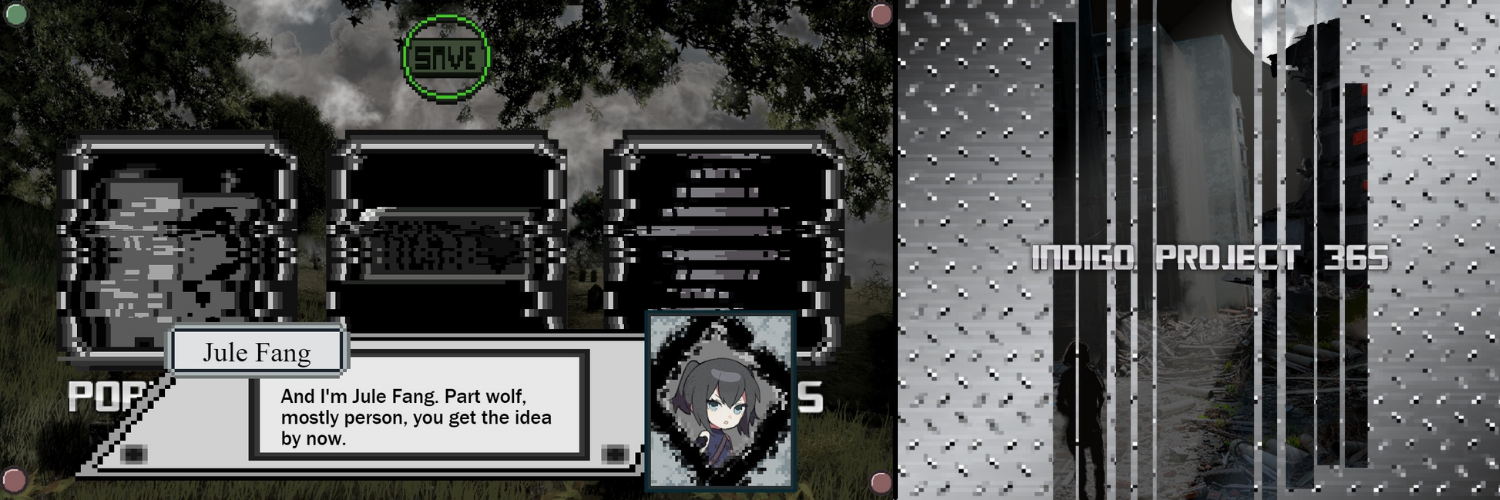 SAVE
Jule Fang
And I'm Jule Fang. Part wolf,
mostly person, you get the idea
by now.
INDIGO PROJECT 365